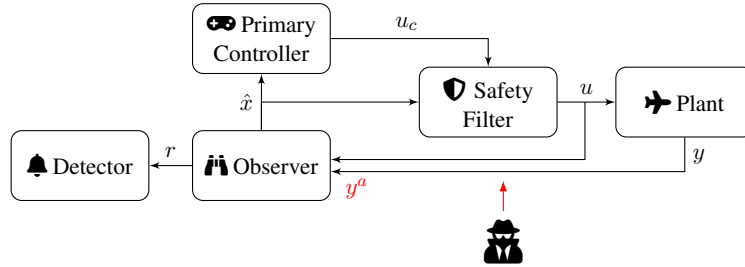 Primary
Controller
u_c
Safety
Filter
u
Plant
x̂
y
Detector
r
Observer
y^a